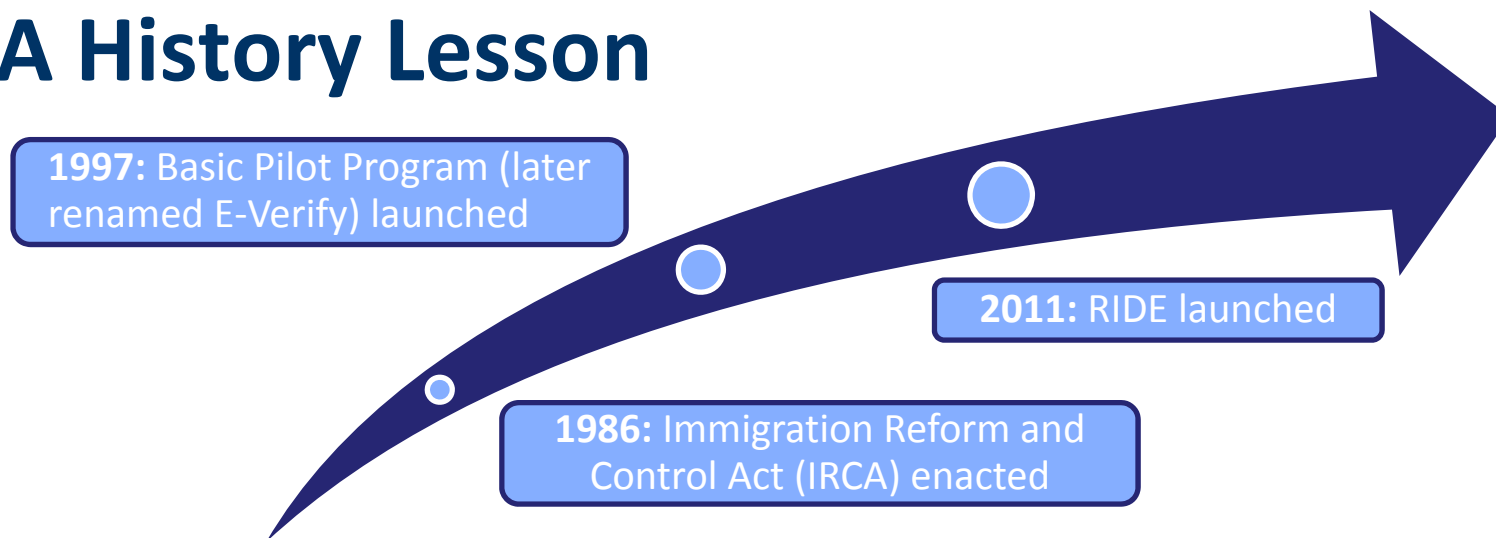 A History Lesson
1997: Basic Pilot Program (later
renamed E-Verify) launched
2011: RIDE launched
1986: Immigration Reform and
Control Act (IRCA) enacted